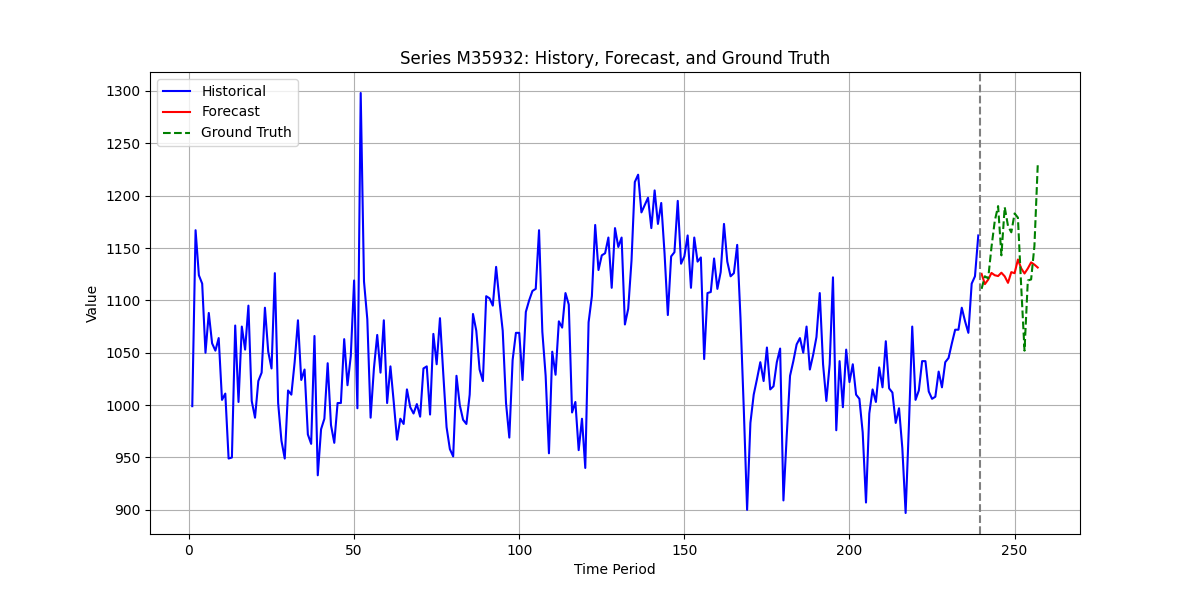 Series M35932: History, Forecast, and Ground Truth
Historical
Forecast
Ground Truth
1300
1250
1200
1150
1100
1050
1000
950
900
Value
0 50 100 150 200 250
Time Period